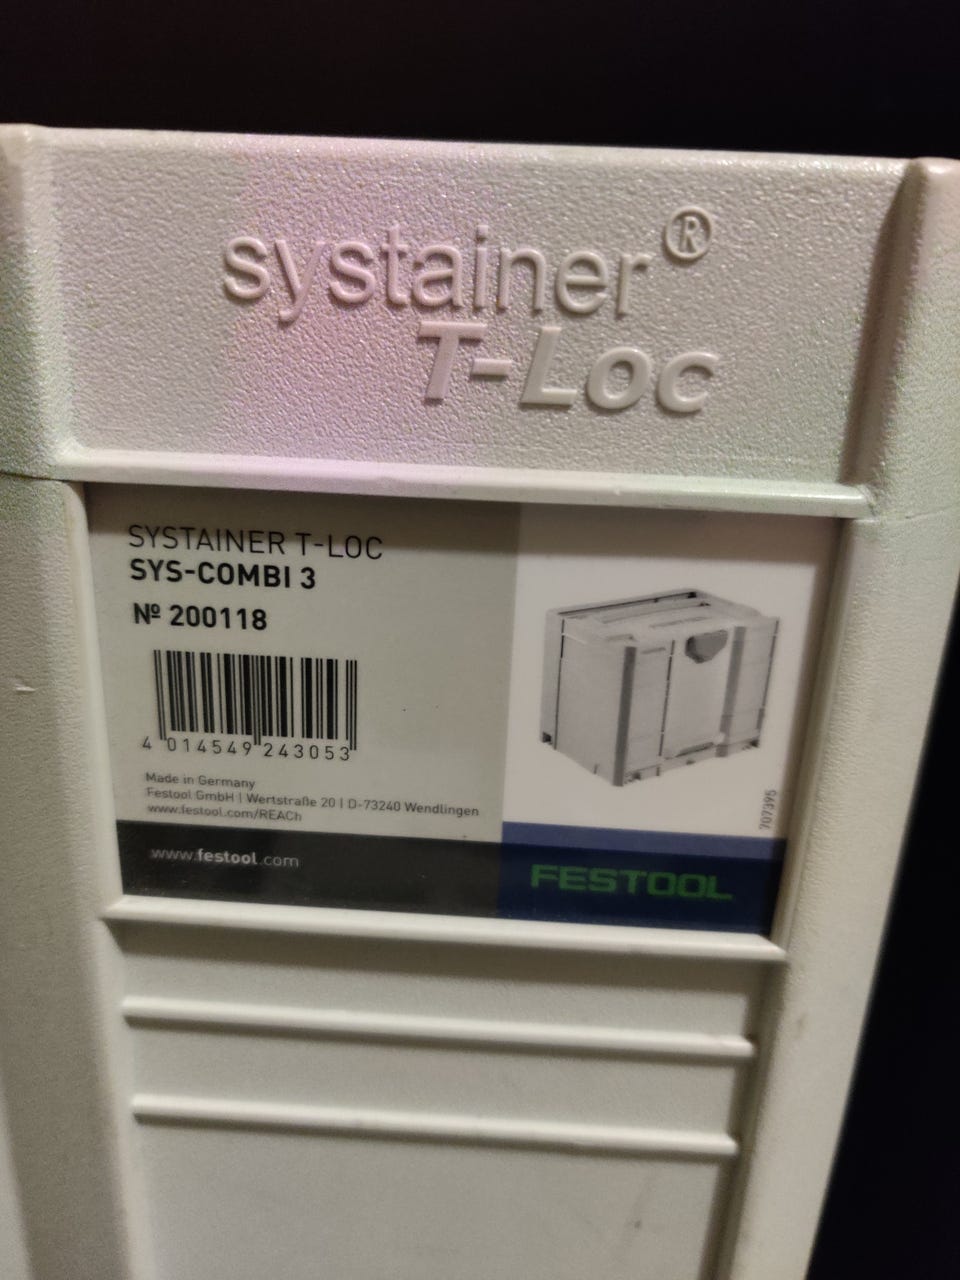 systainer®
T-Loc
SYSTAINER T-LOC
SYS-COMBI 3
№ 200118
4 014549 243053
Made in Germany
Festool GmbH | Wertstraße 20 | D-73240 Wendlingen
www.festool.com/REACh
707395
www.festool.com
FESTOOL